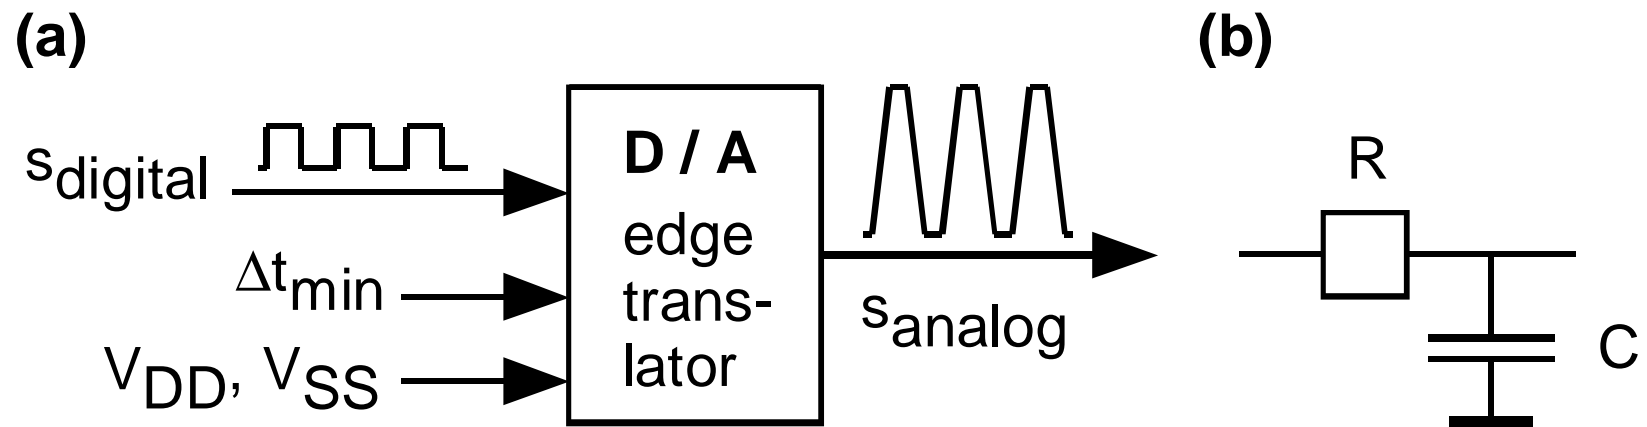 (a)
(b)
s_digital
Δt_min
V_DD, V_SS
D / A
edge
trans-
lator
s_analog
R
C